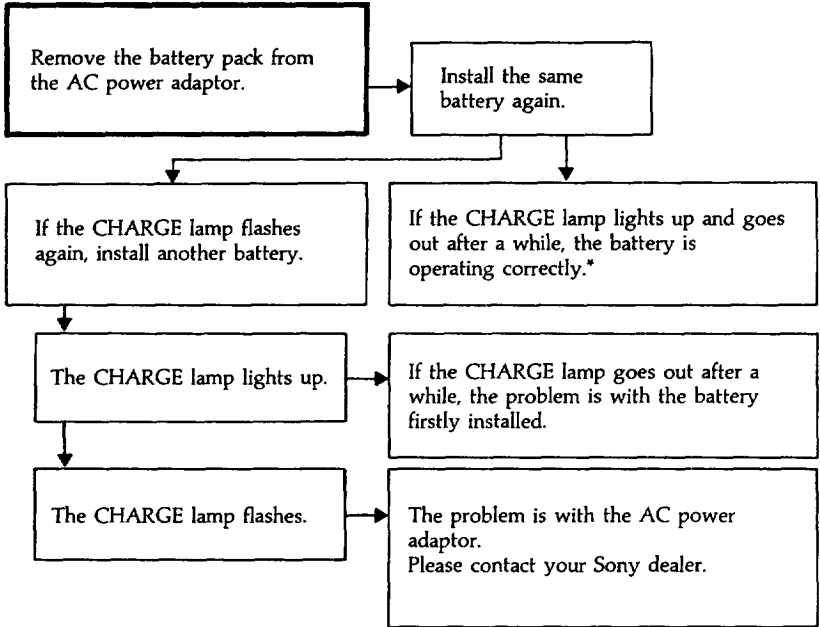 Remove the battery pack from
the AC power adaptor.
Install the same
battery again.
If the CHARGE lamp flashes
again, install another battery.
If the CHARGE lamp lights up and goes
out after a while, the battery is
operating correctly.*
The CHARGE lamp lights up.
If the CHARGE lamp goes out after a
while, the problem is with the battery
firstly installed.
The CHARGE lamp flashes.
The problem is with the AC power
adaptor.
Please contact your Sony dealer.